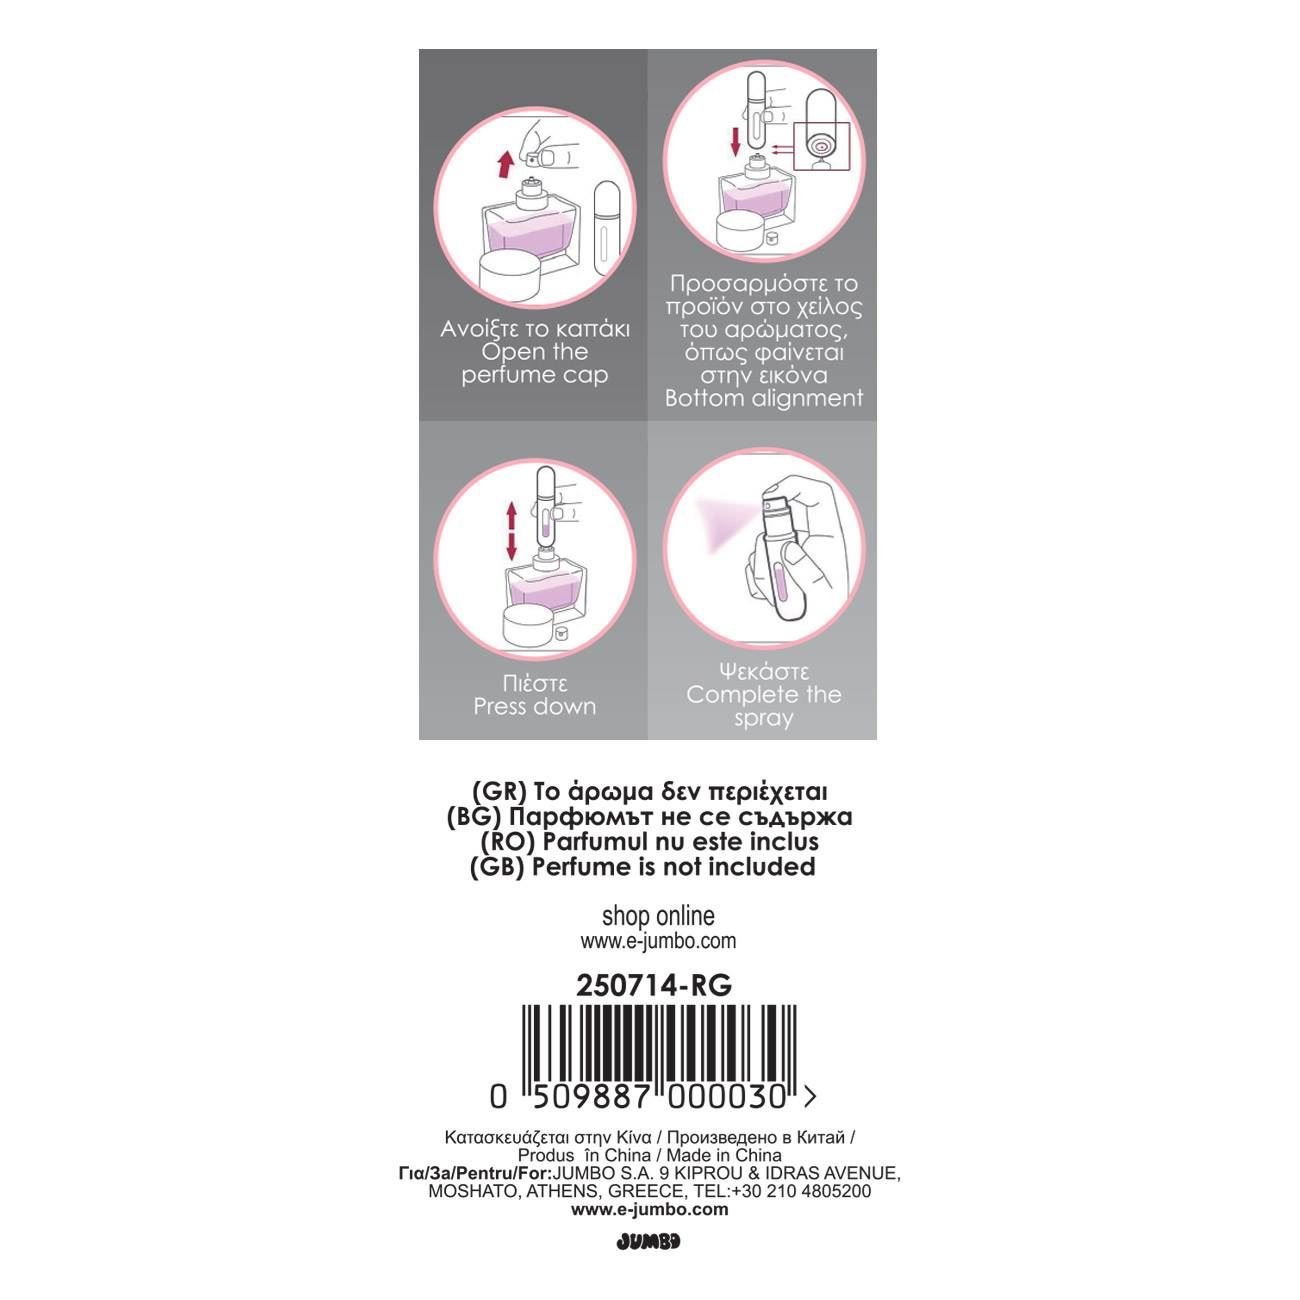 Ανοίξτε το καπάκι
Open the
perfume cap
Προσαρμόστε το
προϊόν στο χείλος
του αρώματος,
όπως φαίνεται
στην εικόνα
Bottom alignment
Πιέστε
Press down
Ψεκάστε
Complete the
spray
(GR) Το άρωμα δεν περιέχεται
(BG) Парфюмът не се съдържа
(RO) Parfumul nu este inclus
(GB) Perfume is not included
shop online
www.e-jumbo.com
250714-RG
0 509887 000030 >
Κατασκευάζεται στην Κίνα / Произведено в Китай /
Produs în China / Made in China
Για/За/Pentru/For:JUMBO S.A. 9 KIPROU & IDRAS AVENUE,
MOSHATO, ATHENS, GREECE, TEL:+30 210 4805200
www.e-jumbo.com
JUMBO